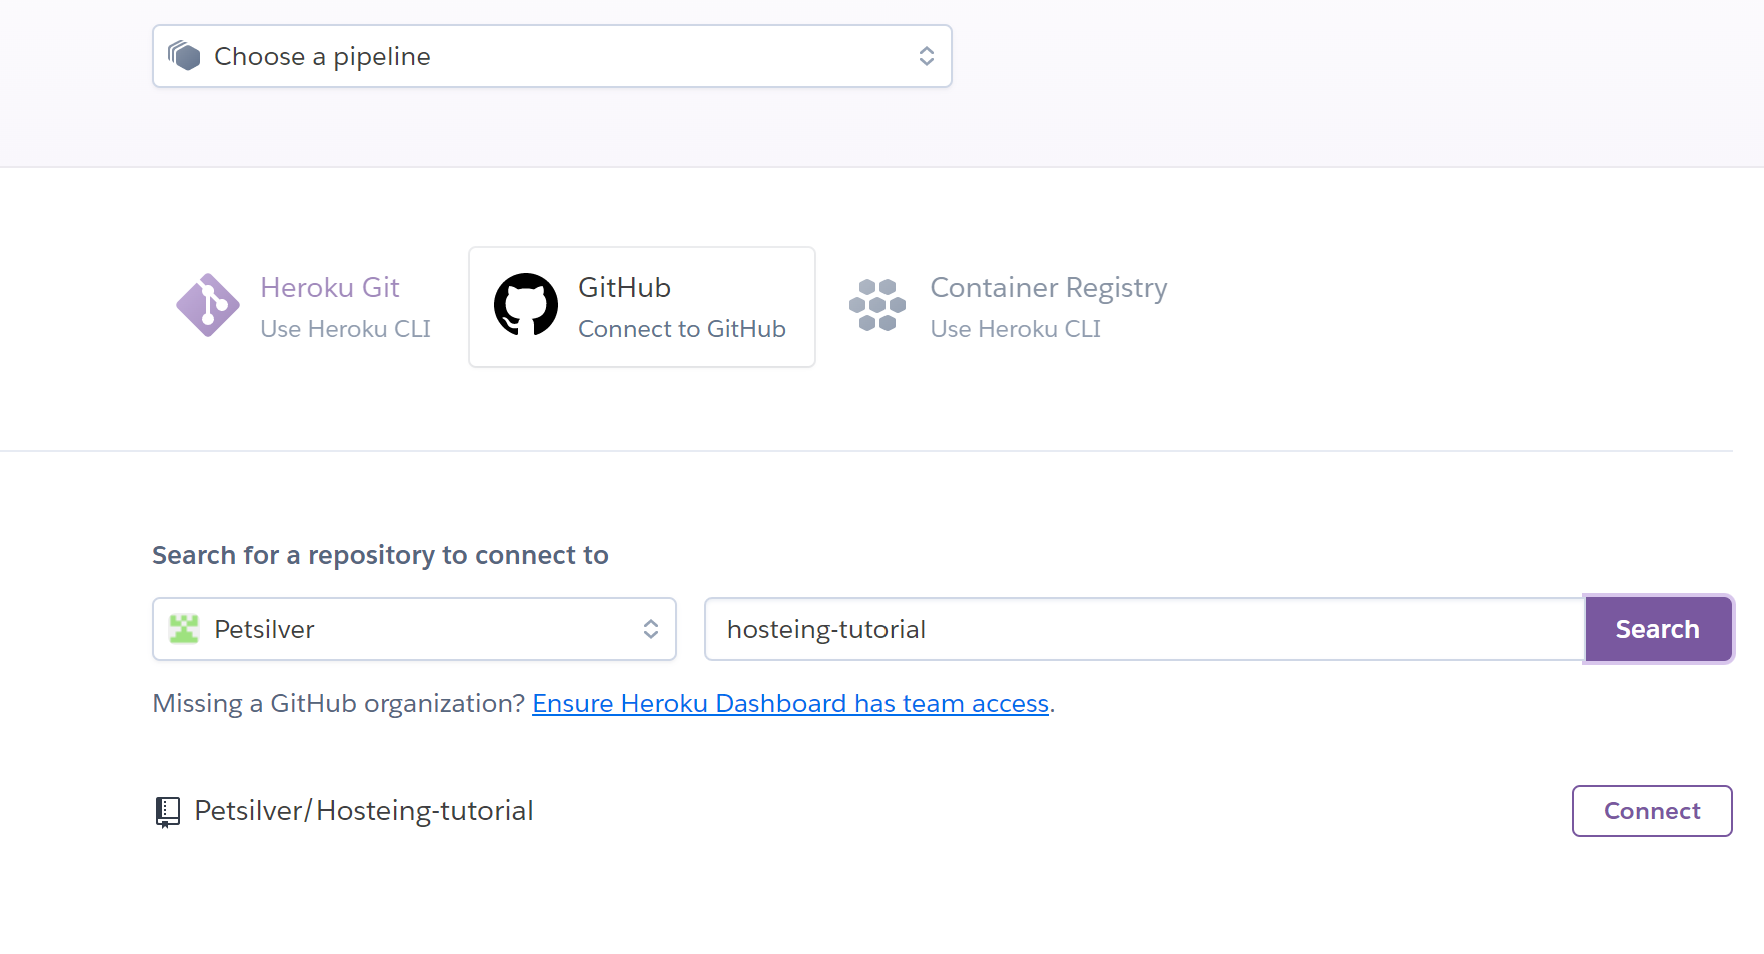 Choose a pipeline
Heroku Git
Use Heroku CLI
GitHub
Connect to GitHub
Container Registry
Use Heroku CLI
Search for a repository to connect to
Petsilver
hosteing-tutorial
Search
Missing a GitHub organization? Ensure Heroku Dashboard has team access.
Petsilver/Hosteing-tutorial
Connect